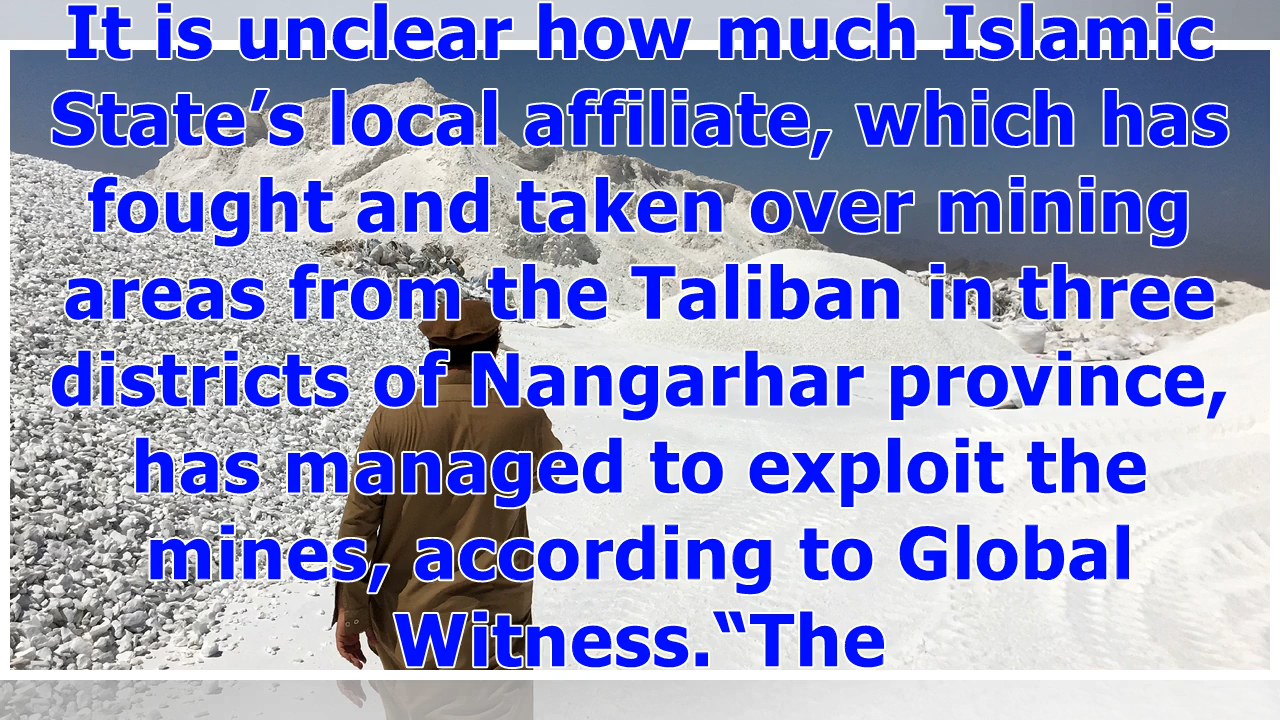 It is unclear how much Islamic
State’s local affiliate, which has
fought and taken over mining
areas from the Taliban in three
districts of Nangarhar province,
has managed to exploit the
mines, according to Global
Witness. “The